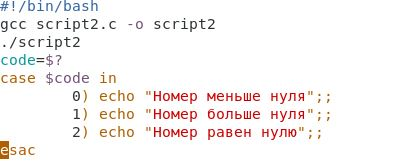 #!/bin/bash
gcc script2.c -o script2
./script2
code=$?
case $code in
        0) echo "Номер меньше нуля";;
        1) echo "Номер больше нуля";;
        2) echo "Номер равен нулю";;
esac